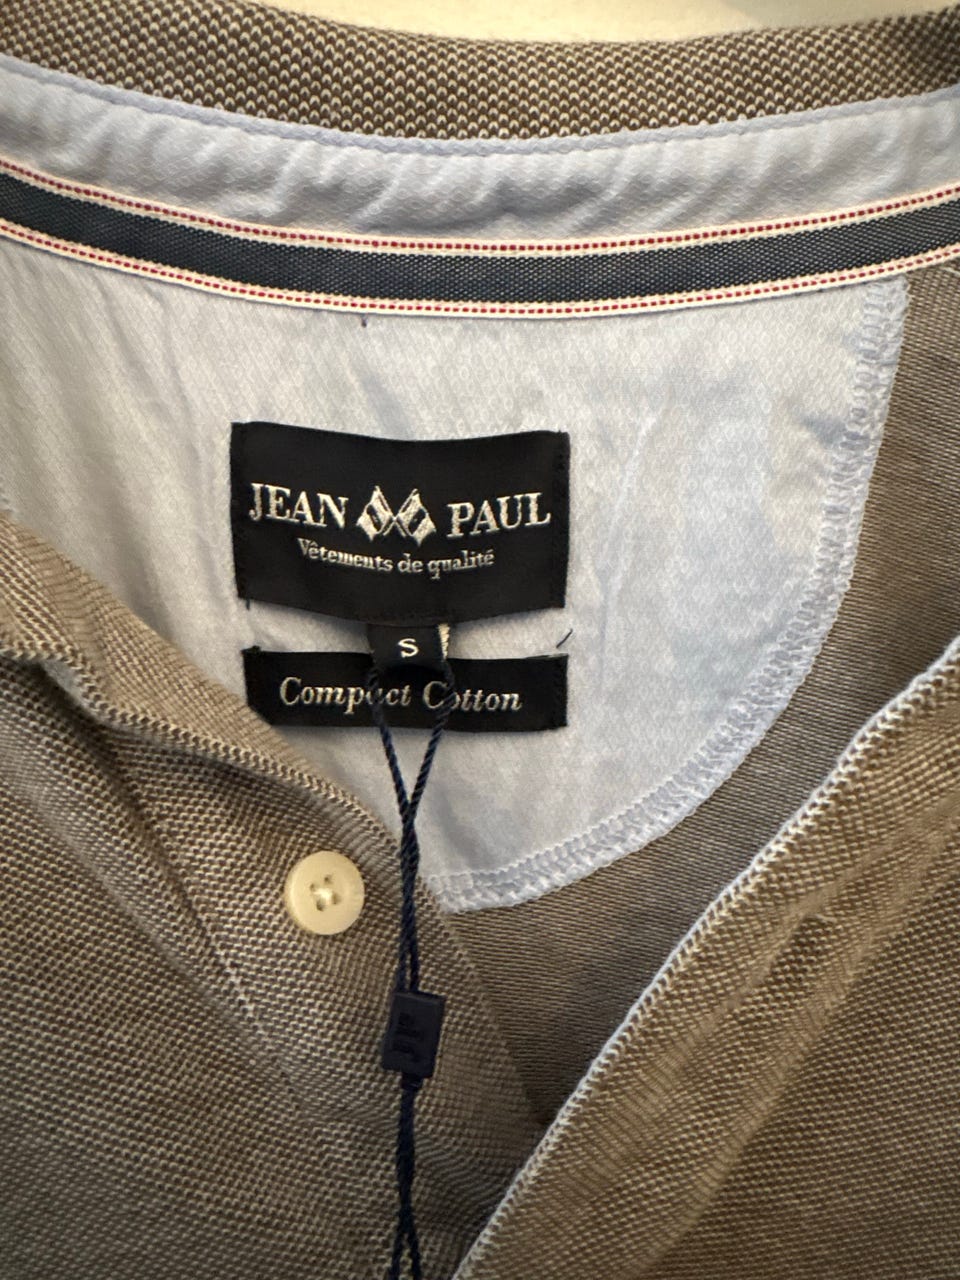 JEAN PAUL
Vêtements de qualité
S
Compact Cotton